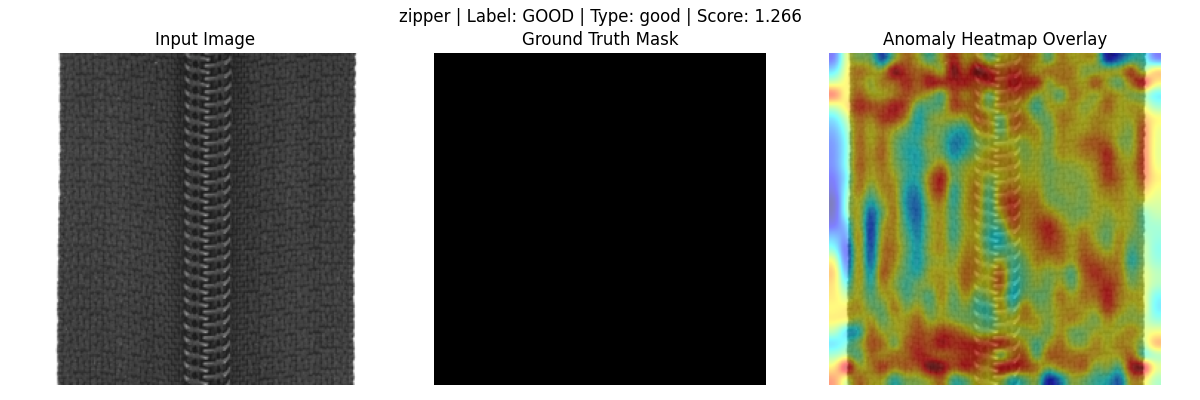 zipper | Label: GOOD | Type: good | Score: 1.266
Input Image
Ground Truth Mask
Anomaly Heatmap Overlay